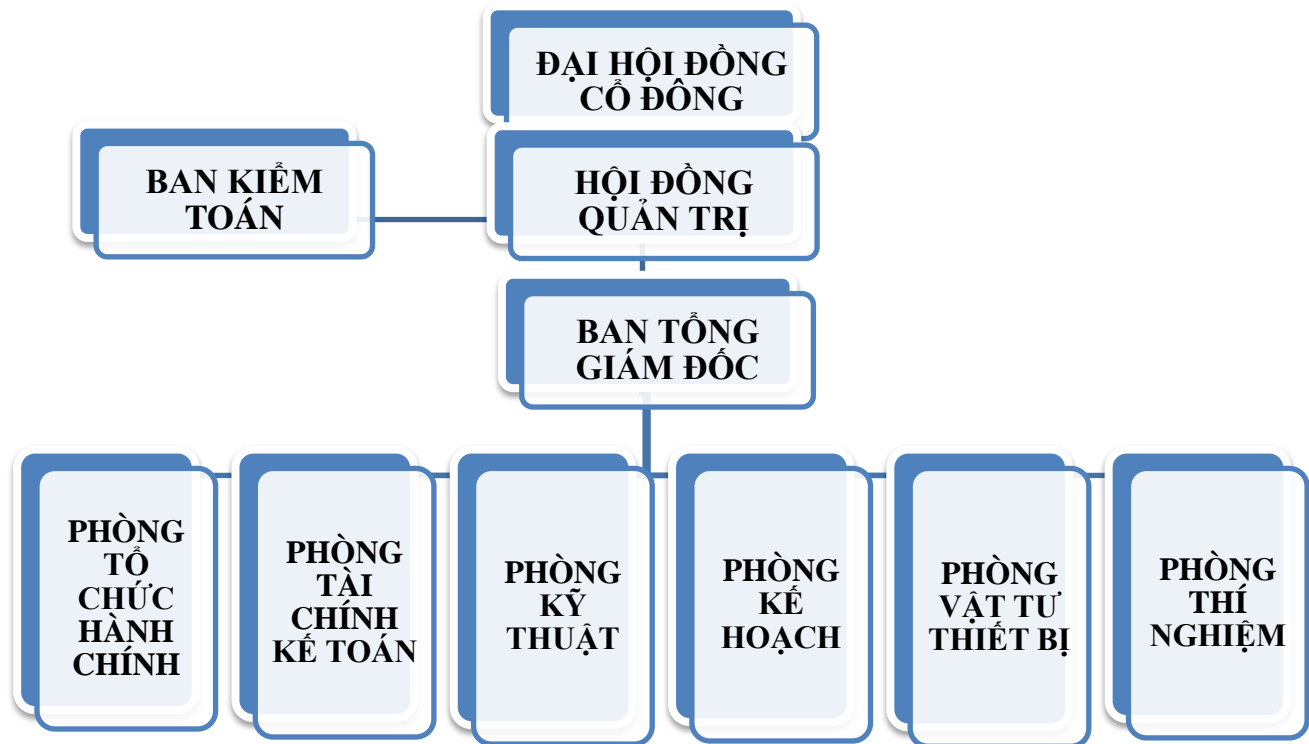 ĐẠI HỘI ĐỒNG
CỔ ĐÔNG
BAN KIỂM
TOÁN
HỘI ĐỒNG
QUẢN TRỊ
BAN TỔNG
GIÁM ĐỐC
PHÒNG
TỔ
CHỨC
HÀNH
CHÍNH
PHÒNG
TÀI
CHÍNH
KẾ TOÁN
PHÒNG
KỸ
THUẬT
PHÒNG
KẾ
HOẠCH
PHÒNG
VẬT TƯ
THIẾT BỊ
PHÒNG
THÍ
NGHIỆM